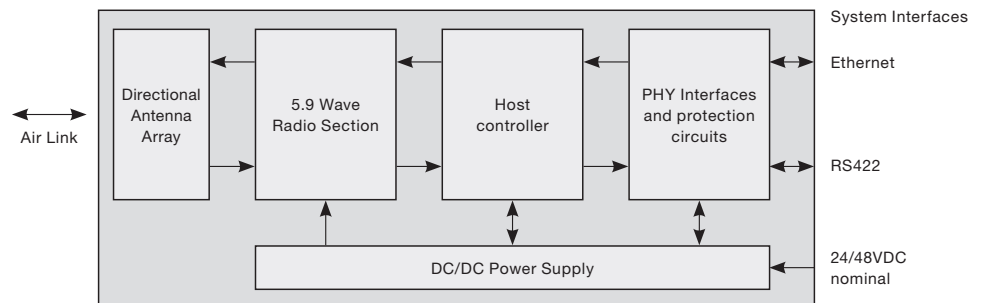 System Interfaces
Air Link
Directional
Antenna
Array
5.9 Wave
Radio Section
Host
controller
PHY Interfaces
and protection
circuits
Ethernet
RS422
DC/DC Power Supply
24/48VDC
nominal